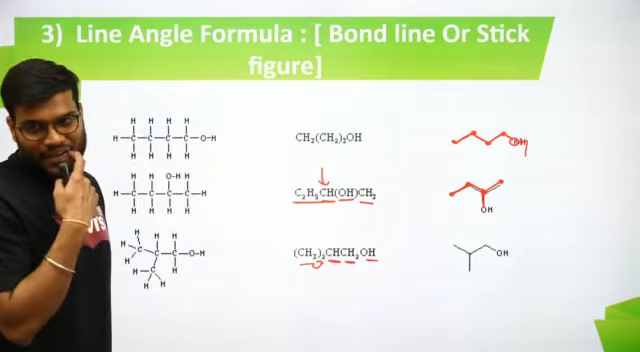 3) Line Angle Formula : [ Bond line Or Stick
figure]
H H H H
H-C-C-C-C-O-H
H H H H
CH₃(CH₂)₃OH
OH
H H O-H H
H-C-C-C-C-H
H H H H
C₂H₅CH(OH)CH₃
OH
H H H H
H-C-C-C-O-H
H-C H
H H H
(CH₃)₂CHCH₂OH
OH